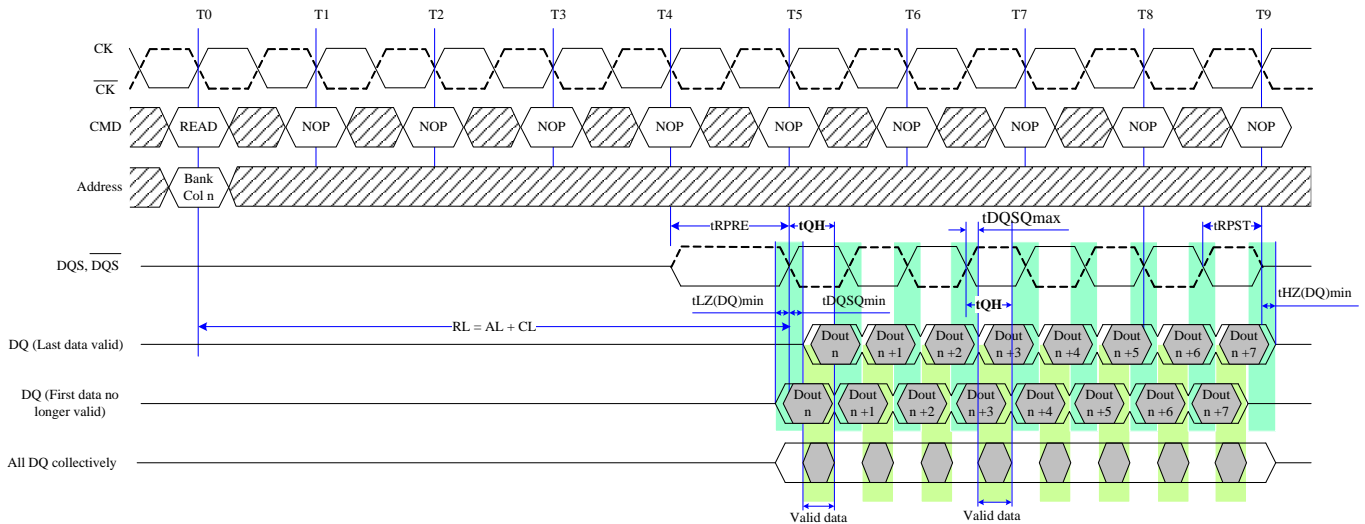 T0 T1 T2 T3 T4 T5 T6 T7 T8 T9
CK
CK
CMD READ NOP NOP NOP NOP NOP NOP NOP NOP NOP
Address Bank
Col n
tRPRE tQH tDQSQmax tRPST
DQS, DQS
tLZ(DQ)min tDQSQmin tQH tHZ(DQ)min
RL = AL + CL
DQ (Last data valid) Dout Dout Dout Dout Dout Dout Dout Dout
n n +1 n +2 n +3 n +4 n +5 n +6 n +7
DQ (First data no
longer valid)
Dout Dout Dout Dout Dout Dout Dout Dout
n n +1 n +2 n +3 n +4 n +5 n +6 n +7
All DQ collectively
Valid data Valid data